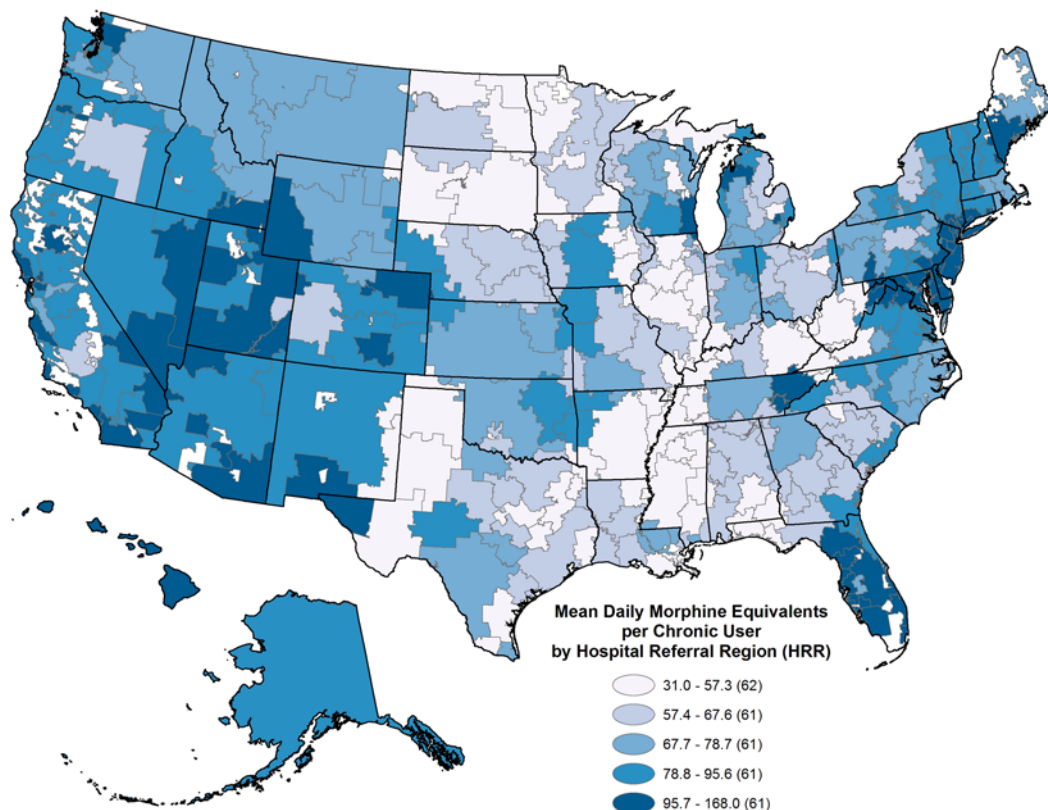 Mean Daily Morphine Equivalents
per Chronic User
by Hospital Referral Region (HRR)
31.0 - 57.3 (62)
57.4 - 67.6 (61)
67.7 - 78.7 (61)
78.8 - 95.6 (61)
95.7 - 168.0 (61)